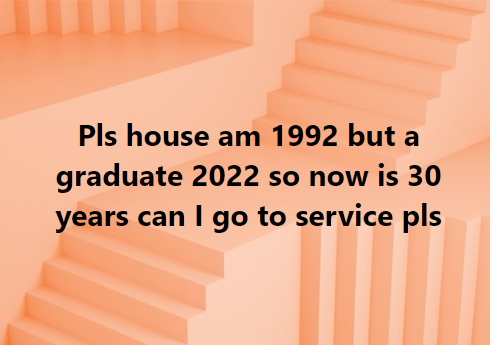 Pls house am 1992 but a
graduate 2022 so now is 30
years can I go to service pls